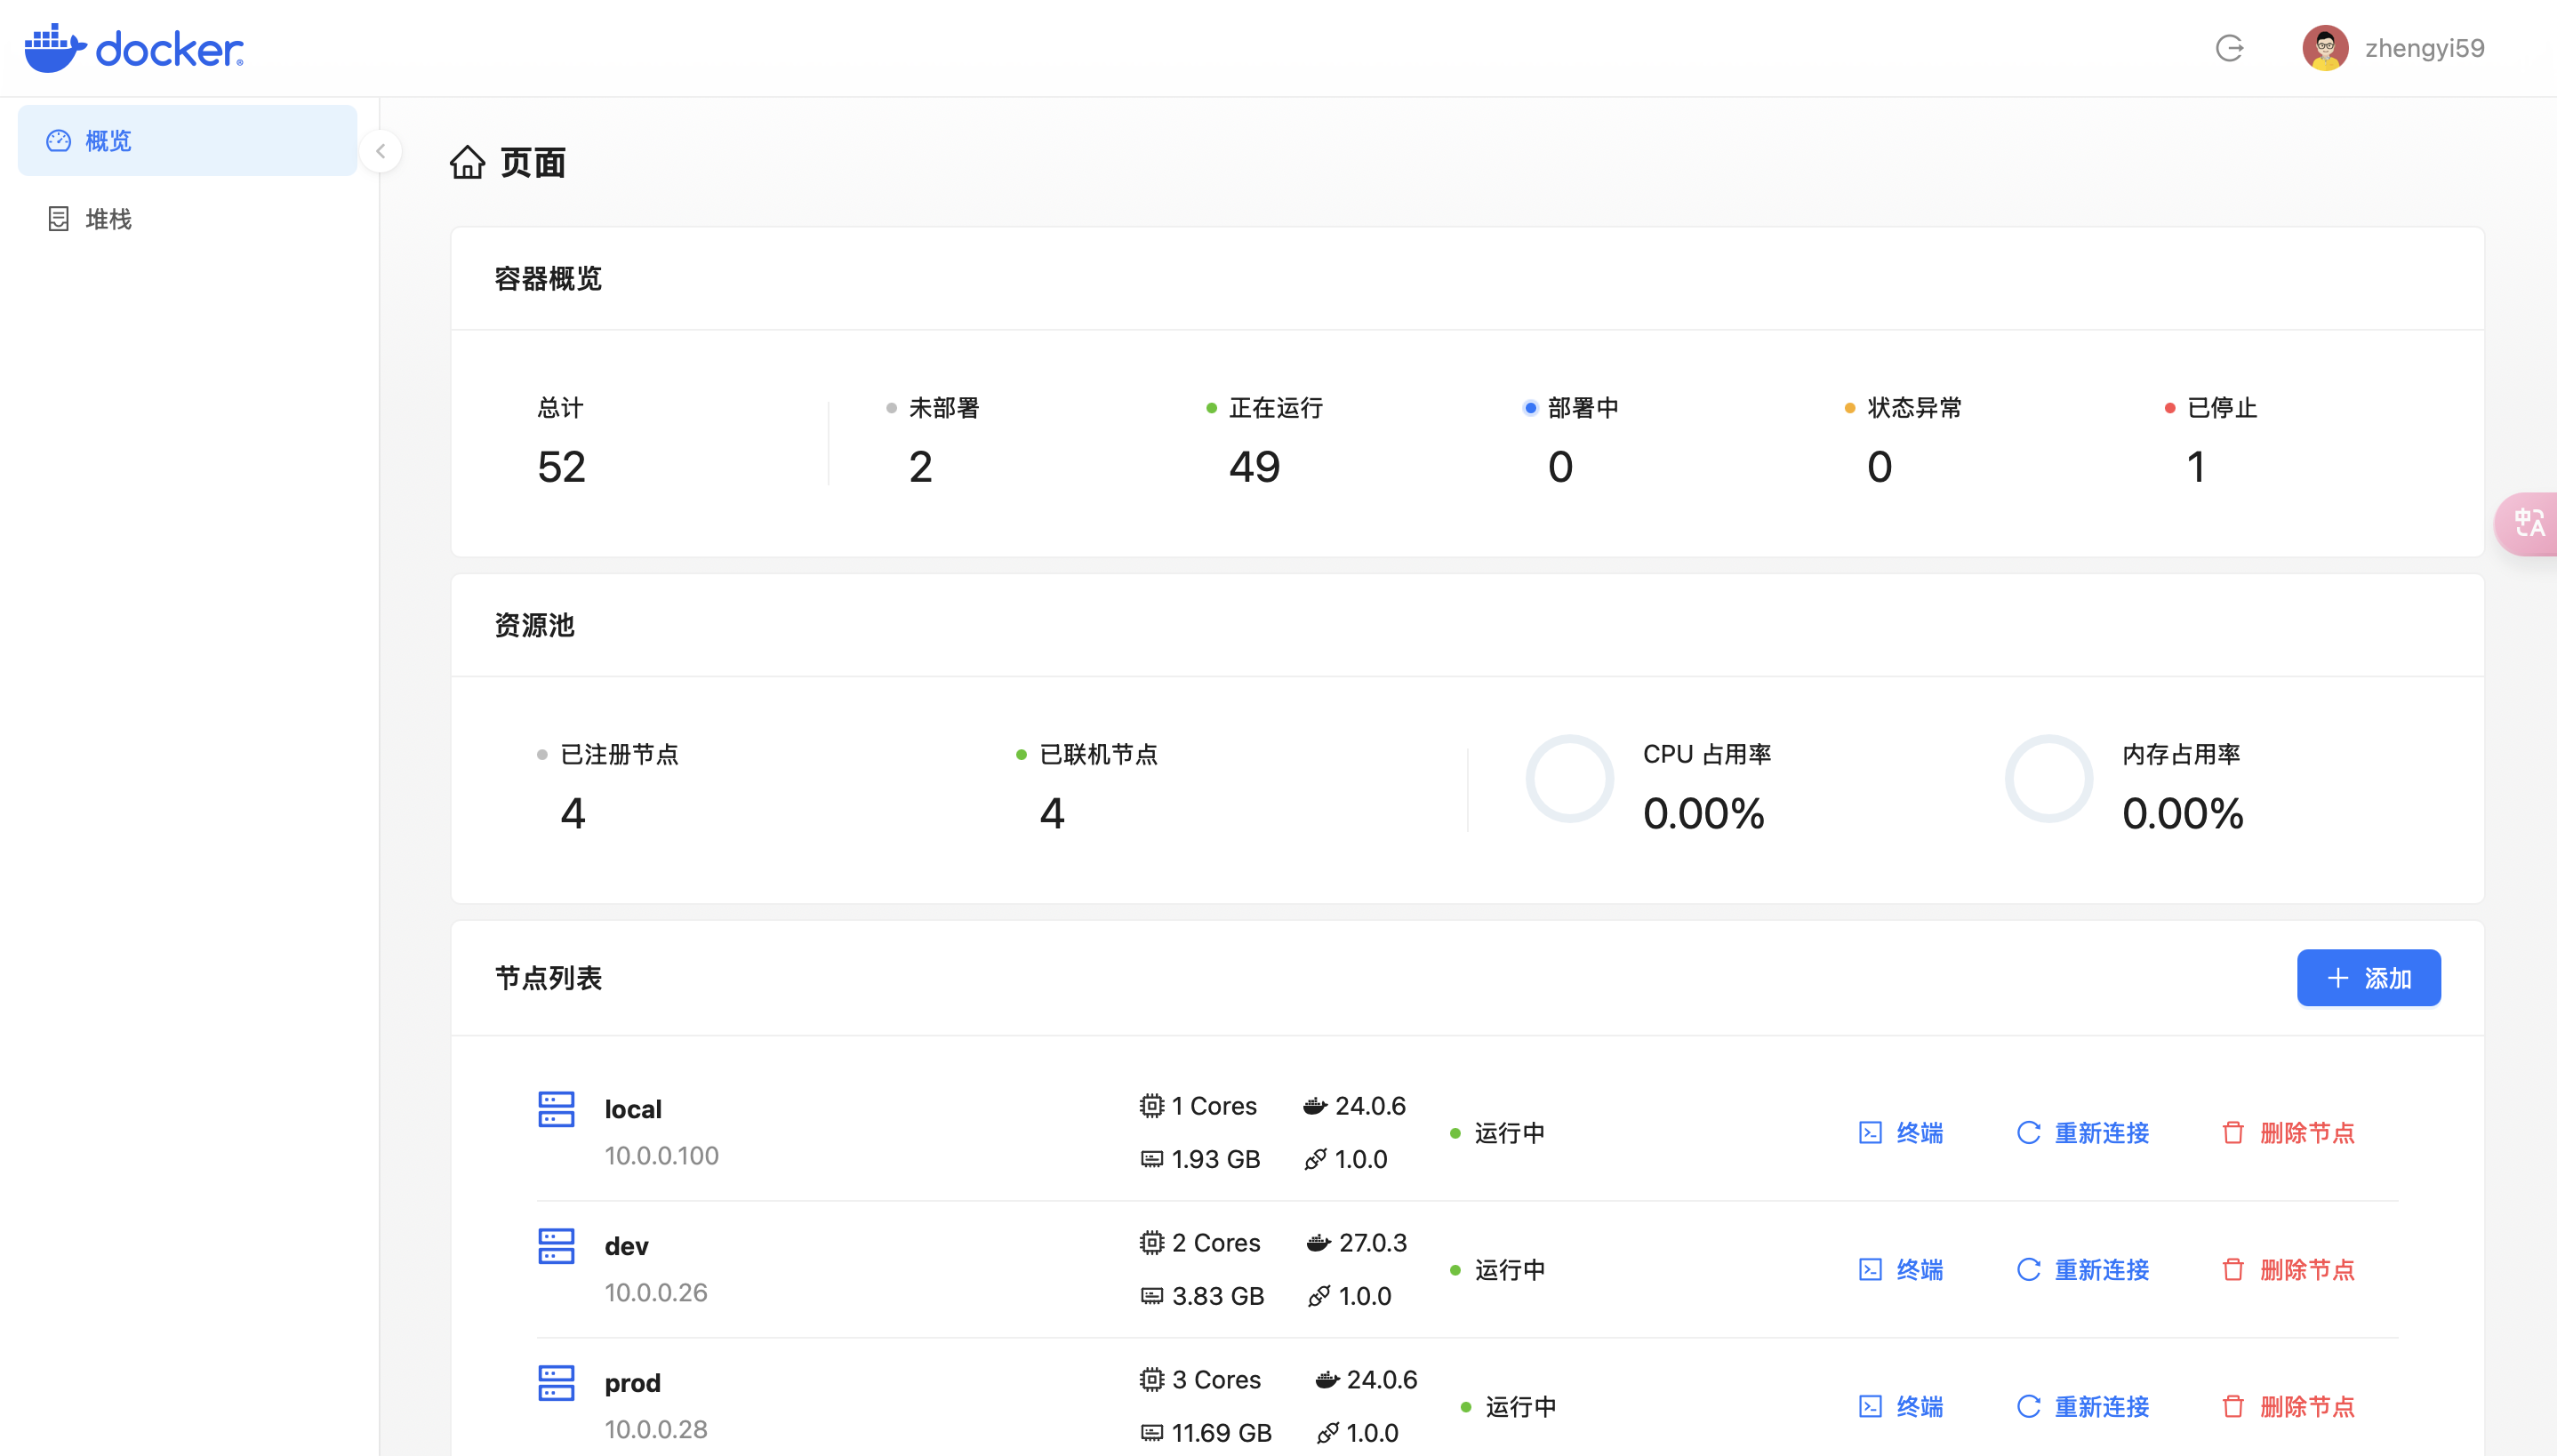 docker
zhengyi59
概览
堆栈
页面
容器概览
总计
未部署
正在运行
部署中
状态异常
已停止
52
2
49
0
0
1
中A
资源池
已注册节点
已联机节点
CPU 占用率
内存占用率
4
4
0.00%
0.00%
节点列表
添加
local
10.0.0.100
1 Cores
24.0.6
1.93 GB
1.0.0
运行中
终端
重新连接
删除节点
dev
10.0.0.26
2 Cores
27.0.3
3.83 GB
1.0.0
运行中
终端
重新连接
删除节点
prod
10.0.0.28
3 Cores
24.0.6
11.69 GB
1.0.0
运行中
终端
重新连接
删除节点